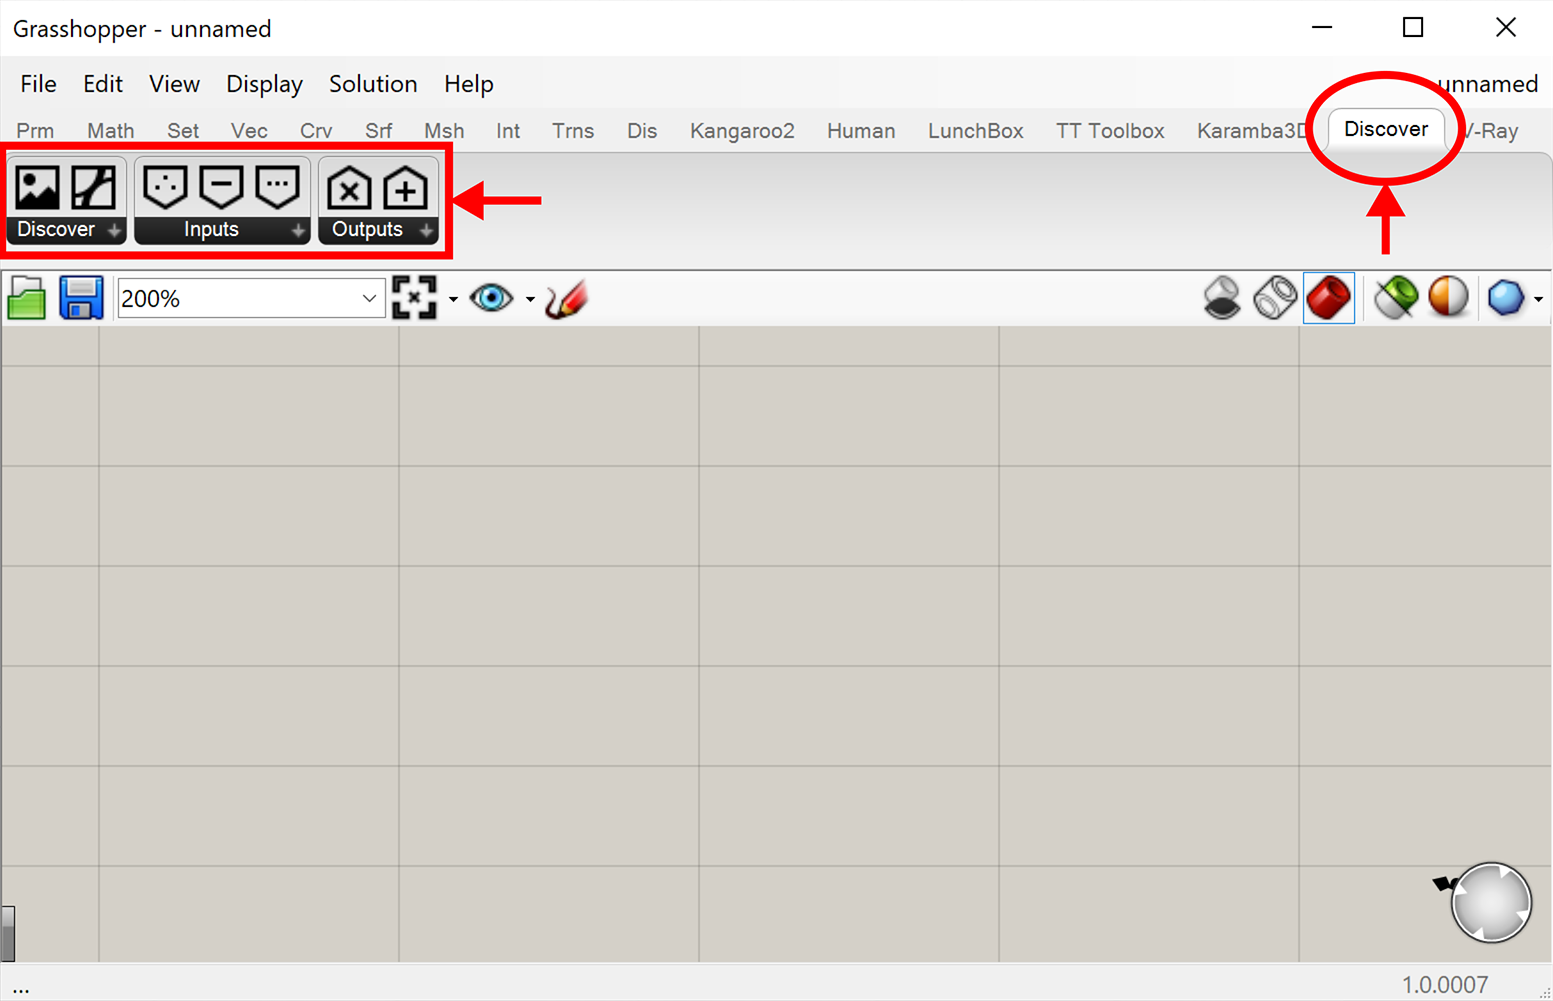 Grasshopper - unnamed
File Edit View Display Solution Help unnamed
Prm Math Set Vec Crv Srf Msh Int Trns Dis Kangaroo2 Human LunchBox TT Toolbox Karamba3D Discover V-Ray
Discover Inputs Outputs
200%
... 1.0.0007